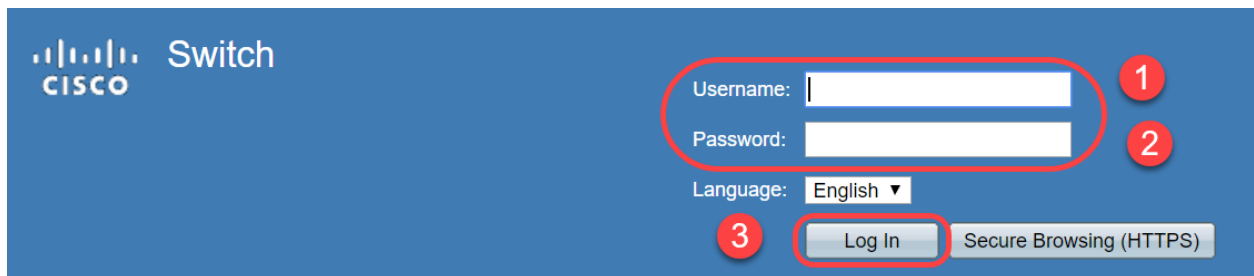 Switch
CISCO
Username:
1
Password:
2
Language: English ▼
3
Log In Secure Browsing (HTTPS)